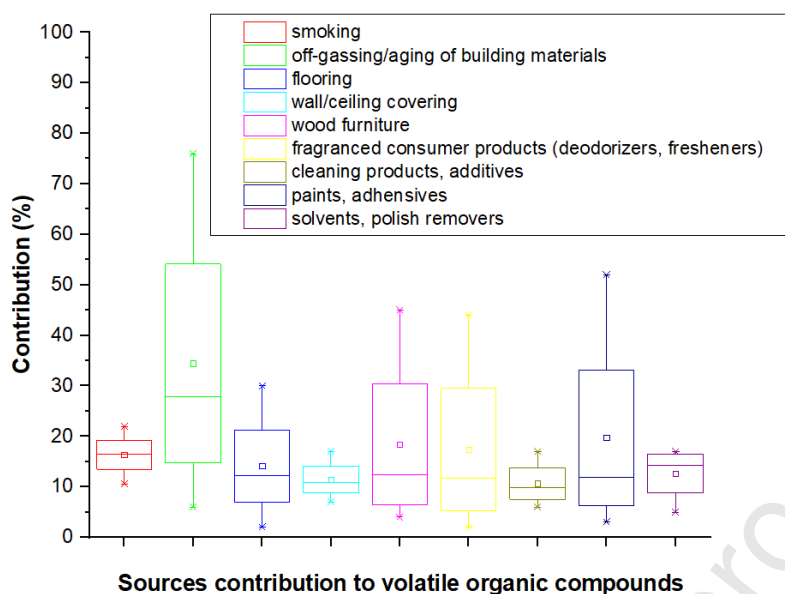 smoking
off-gassing/aging of building materials
flooring
wall/ceiling covering
wood furniture
fragranced consumer products (deodorizers, fresheners)
cleaning products, additives
paints, adhensives
solvents, polish removers
100
90
80
70
60
50
40
30
20
10
0
Contribution (%)
Sources contribution to volatile organic compounds